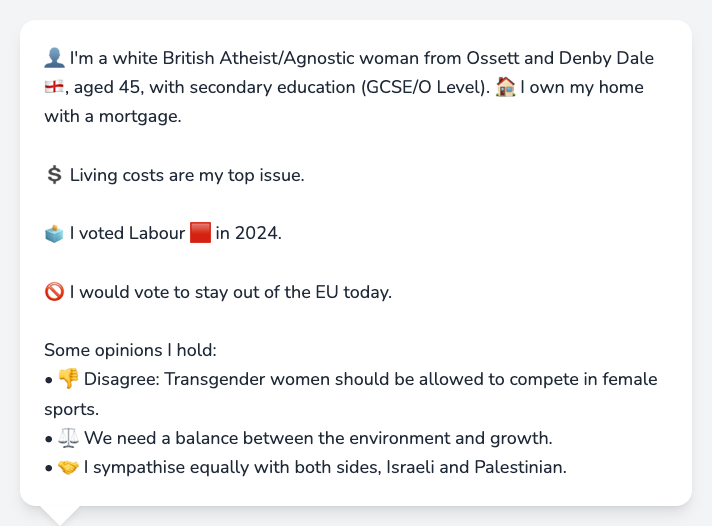 👤 I'm a white British Atheist/Agnostic woman from Ossett and Denby Dale
🏴󠁧󠁢󠁥󠁮󠁧󠁿, aged 45, with secondary education (GCSE/O Level). 🏠 I own my home
with a mortgage.
💲 Living costs are my top issue.
🗳️ I voted Labour 🟥 in 2024.
🚫 I would vote to stay out of the EU today.
Some opinions I hold:
• 👎 Disagree: Transgender women should be allowed to compete in female
sports.
• ⚖️ We need a balance between the environment and growth.
• 🤝 I sympathise equally with both sides, Israeli and Palestinian.